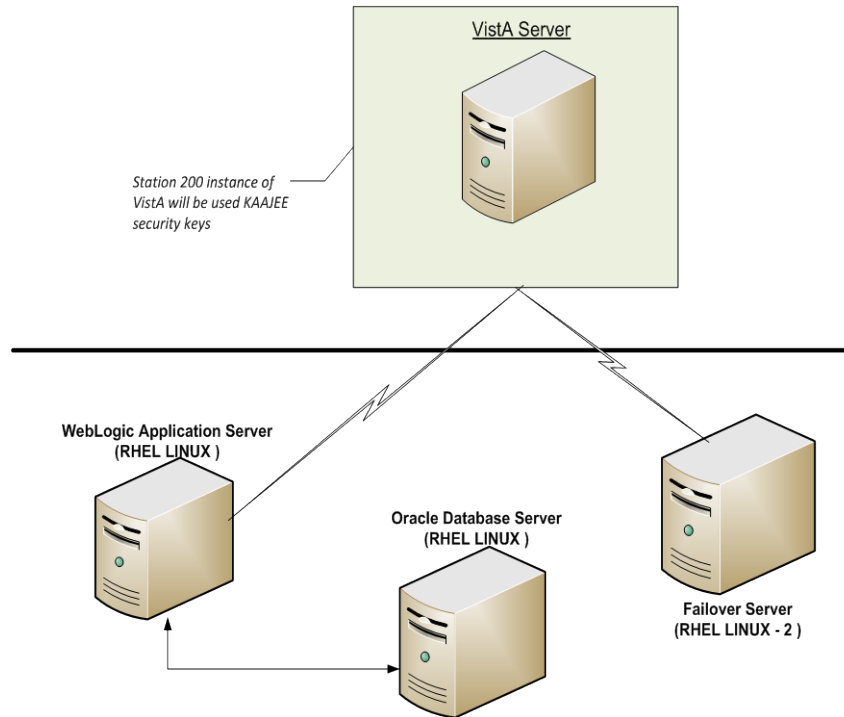 VistA Server
Station 200 instance of
VistA will be used KAAJEE
security keys
WebLogic Application Server
(RHEL LINUX )
Oracle Database Server
(RHEL LINUX )
Failover Server
(RHEL LINUX - 2 )